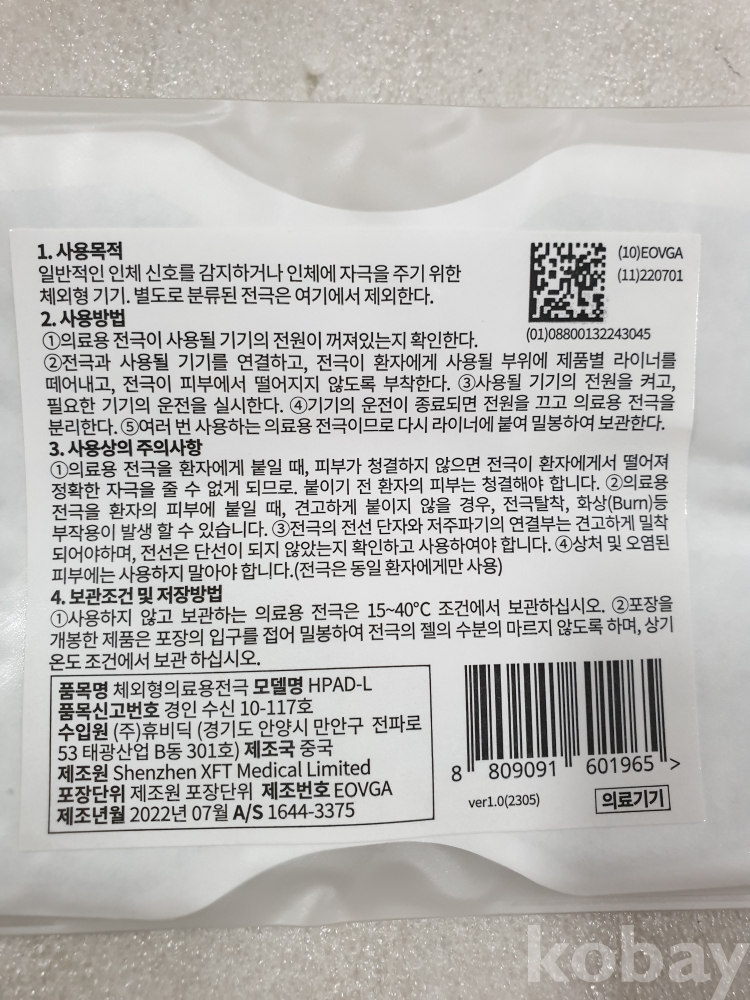 1. 사용목적
일반적인 인체 신호를 감지하거나 인체에 자극을 주기 위한
체외형 기기. 별도로 분류된 전극은 여기에서 제외한다.
(10)EOVGA
(11)220701
(01)08800132243045
2. 사용방법
①의료용 전극이 사용될 기기의 전원이 꺼져있는지 확인한다.
②전극과 사용될 기기를 연결하고, 전극이 환자에게 사용될 부위에 제품별 라이너를
떼어내고, 전극이 피부에서 떨어지지 않도록 부착한다. ③사용될 기기의 전원을 켜고,
필요한 기기의 운전을 실시한다. ④기기의 운전이 종료되면 전원을 끄고 의료용 전극을
분리한다. ⑤여러 번 사용하는 의료용 전극이므로 다시 라이너에 붙여 밀봉하여 보관한다.
3. 사용상의 주의사항
①의료용 전극을 환자에게 붙일 때, 피부가 청결하지 않으면 전극이 환자에게서 떨어져
정확한 자극을 줄 수 없게 되므로. 붙이기 전 환자의 피부는 청결해야 합니다. ②의료용
전극을 환자의 피부에 붙일 때, 견고하게 붙이지 않을 경우, 전극탈착, 화상(Burn)등
부작용이 발생 할 수 있습니다. ③전극의 전선 단자와 저주파기의 연결부는 견고하게 밀착
되어야하며, 전선은 단선이 되지 않았는지 확인하고 사용하여야 합니다. ④상처 및 오염된
피부에는 사용하지 말아야 합니다.(전극은 동일 환자에게만 사용)
4. 보관조건 및 저장방법
①사용하지 않고 보관하는 의료용 전극은 15~40℃ 조건에서 보관하십시오. ②포장을
개봉한 제품은 포장의 입구를 접어 밀봉하여 전극의 젤의 수분의 마르지 않도록 하며, 상기
온도 조건에서 보관 하십시오.
품목명 체외형의료용전극 모델명 HPAD-L
품목신고번호 경인 수신 10-117호
수입원 (주)휴비딕 (경기도 안양시 만안구 전파로
53 태광산업 B동 301호) 제조국 중국
제조원 Shenzhen XFT Medical Limited
포장단위 제조원 포장단위 제조번호 EOVGA
제조년월 2022년 07월 A/S 1644-3375
8 809091 601965 >
ver1.0(2305)
의료기기
kobay